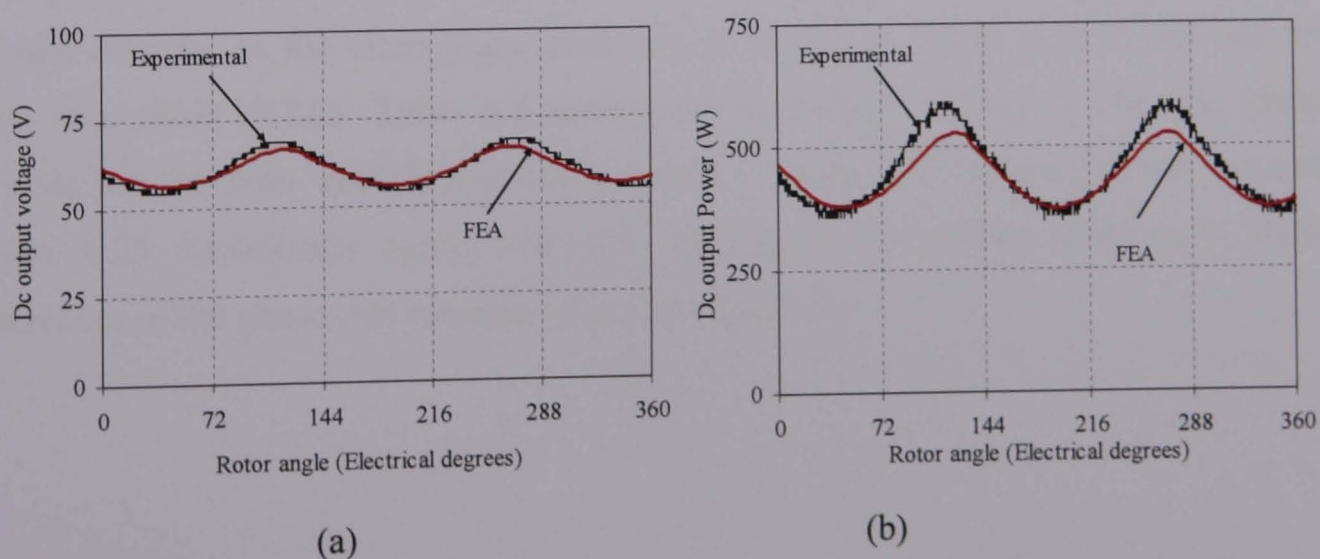 100
75
50
25
0
Dc output voltage (V)
Experimental
FEA
0 72 144 216 288 360
Rotor angle (Electrical degrees)
(a)
750
500
250
0
Dc output Power (W)
Experimental
FEA
0 72 144 216 288 360
Rotor angle (Electrical degrees)
(b)